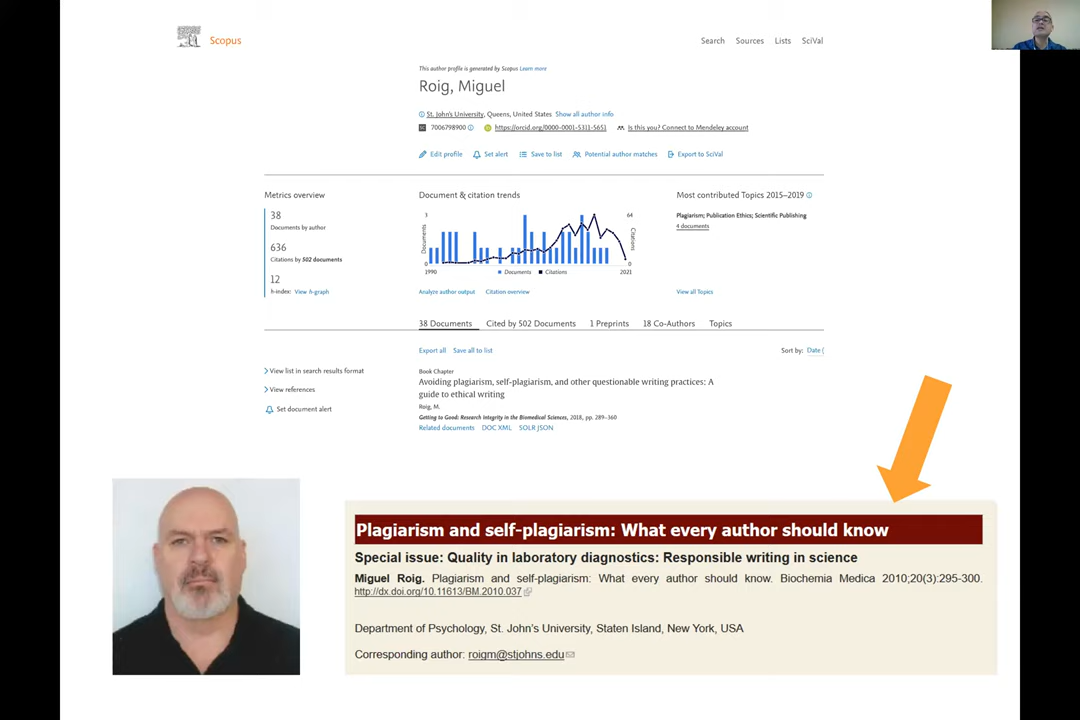 Scopus
Search Sources Lists SciVal
This author profile is generated by Scopus Learn more
Roig, Miguel
St. John's University, Queens, United States Show all author info
7006798900 https://orcid.org/0000-0001-5311-5651 Is this you? Connect to Mendeley account
Edit profile Set alert Save to list Potential author matches Export to SciVal
Metrics overview
38
Documents by author
636
Citations by 502 documents
12
h-index: View h-graph
Document & citation trends
3
Documents
0
1990
64
Citations
0
2021
Documents Citations
Analyze author output Citation overview
Most contributed Topics 2015–2019
Plagiarism; Publication Ethics; Scientific Publishing
4 documents
View all Topics
38 Documents Cited by 502 Documents 1 Preprints 18 Co-Authors Topics
Export all Save all to list
Sort by: Date (
View list in search results format
View references
Set document alert
Book Chapter
Avoiding plagiarism, self-plagiarism, and other questionable writing practices: A
guide to ethical writing
Roig, M.
Getting to Good: Research Integrity in the Biomedical Sciences, 2018, pp. 289–360
Related documents DOC XML SOLR JSON
Plagiarism and self-plagiarism: What every author should know
Special issue: Quality in laboratory diagnostics: Responsible writing in science
Miguel Roig. Plagiarism and self-plagiarism: What every author should know. Biochemia Medica 2010;20(3):295-300.
http://dx.doi.org/10.11613/BM.2010.037
Department of Psychology, St. John's University, Staten Island, New York, USA
Corresponding author: roigm@stjohns.edu